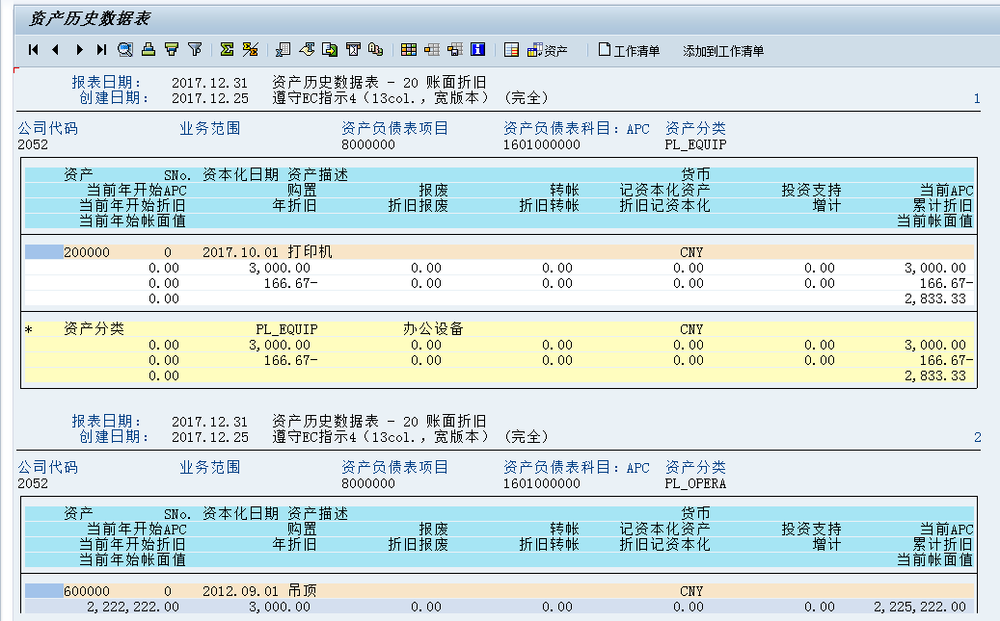 资产历史数据表
资产 工作清单 添加到工作清单
报表日期： 2017.12.31 资产历史数据表 - 20 账面折旧
创建日期： 2017.12.25 遵守EC指示4（13col.，宽版本）（完全） 1
公司代码 业务范围 资产负债表项目 资产负债表科目：APC 资产分类
2052 8000000 1601000000 PL_EQUIP
资产 SNo. 资本化日期 资产描述 货币
当前年开始APC 购置 报废 转帐 记资本化资产 投资支持 当前APC
当前年开始折旧 年折旧 折旧报废 折旧转帐 折旧记资本化 增计 累计折旧
当前年始帐面值 当前帐面值
200000 0 2017.10.01 打印机 CNY
0.00 3,000.00 0.00 0.00 0.00 0.00 3,000.00
0.00 166.67- 0.00 0.00 0.00 0.00 166.67-
0.00 2,833.33
* 资产分类 PL_EQUIP 办公设备 CNY
0.00 3,000.00 0.00 0.00 0.00 0.00 3,000.00
0.00 166.67- 0.00 0.00 0.00 0.00 166.67-
0.00 2,833.33
报表日期： 2017.12.31 资产历史数据表 - 20 账面折旧
创建日期： 2017.12.25 遵守EC指示4（13col.，宽版本）（完全） 2
公司代码 业务范围 资产负债表项目 资产负债表科目：APC 资产分类
2052 8000000 1601000000 PL_OPERA
资产 SNo. 资本化日期 资产描述 货币
当前年开始APC 购置 报废 转帐 记资本化资产 投资支持 当前APC
当前年开始折旧 年折旧 折旧报废 折旧转帐 折旧记资本化 增计 累计折旧
当前年始帐面值 当前帐面值
600000 0 2012.09.01 吊顶 CNY
2,222,222.00 3,000.00 0.00 0.00 0.00 0.00 2,225,222.00